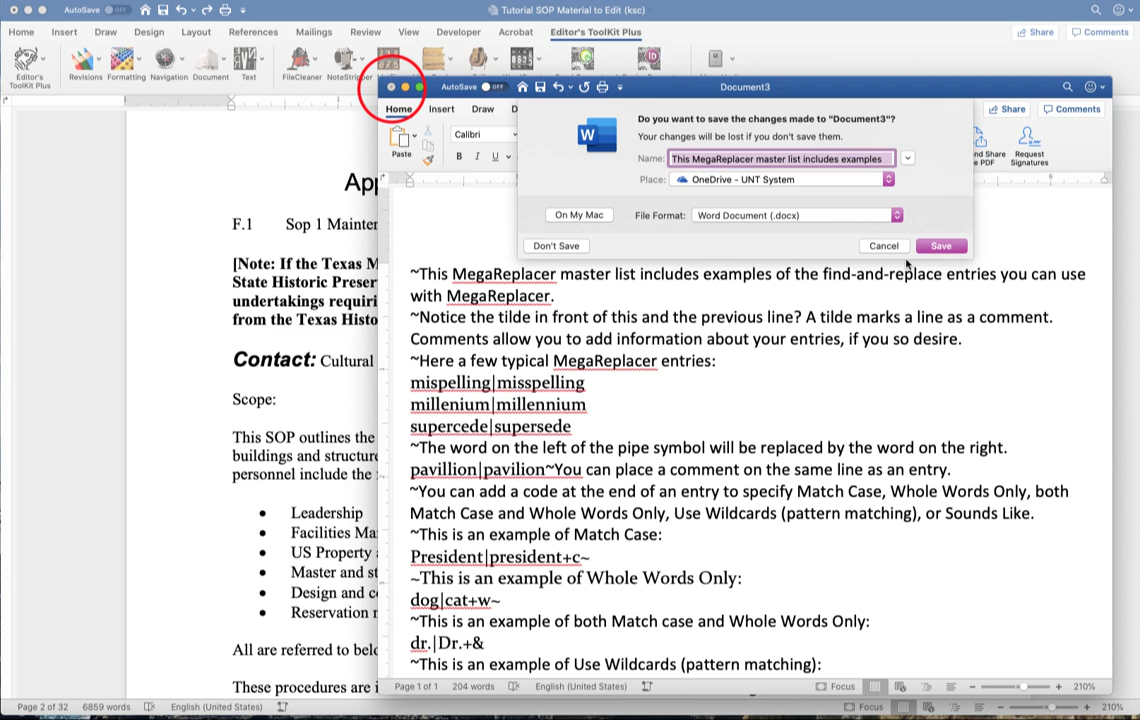 AutoSave OFF Tutorial SOP Material to Edit (ksc)
Home Insert Draw Design Layout References Mailings Review View Developer Acrobat Editor's ToolKit Plus Share Comments
Editor's ToolKit Plus Revisions Formatting Navigation Document Text FileCleaner NoteStripper
AutoSave OFF Document3
Home Insert Draw D Share Comments
Paste Calibri B I U nd Share e PDF Request Signatures
Do you want to save the changes made to "Document3"?
Your changes will be lost if you don't save them.
Name: This MegaReplacer master list includes examples
Place: OneDrive - UNT System
On My Mac File Format: Word Document (.docx)
Don't Save Cancel Save
App
F.1 Sop 1 Mainten
[Note: If the Texas M
State Historic Preser
undertakings requiri
from the Texas Histo
Contact: Cultural
Scope:
This SOP outlines the
buildings and structure
personnel include the
Leadership
Facilities Ma
US Property a
Master and st
Design and c
Reservation r
All are referred to belo
These procedures are i
~This MegaReplacer master list includes examples of the find-and-replace entries you can use
with MegaReplacer.
~Notice the tilde in front of this and the previous line? A tilde marks a line as a comment.
Comments allow you to add information about your entries, if you so desire.
~Here a few typical MegaReplacer entries:
mispelling|misspelling
millenium|millennium
supercede|supersede
~The word on the left of the pipe symbol will be replaced by the word on the right.
pavillion|pavilion~You can place a comment on the same line as an entry.
~You can add a code at the end of an entry to specify Match Case, Whole Words Only, both
Match Case and Whole Words Only, Use Wildcards (pattern matching), or Sounds Like.
~This is an example of Match Case:
President|president+c~
~This is an example of Whole Words Only:
dog|cat+w~
~This is an example of both Match case and Whole Words Only:
dr.|Dr.+&
~This is an example of Use Wildcards (pattern matching):
Page 1 of 1 204 words English (United States) Focus 210%
Page 2 of 32 6859 words English (United States) Focus 210%